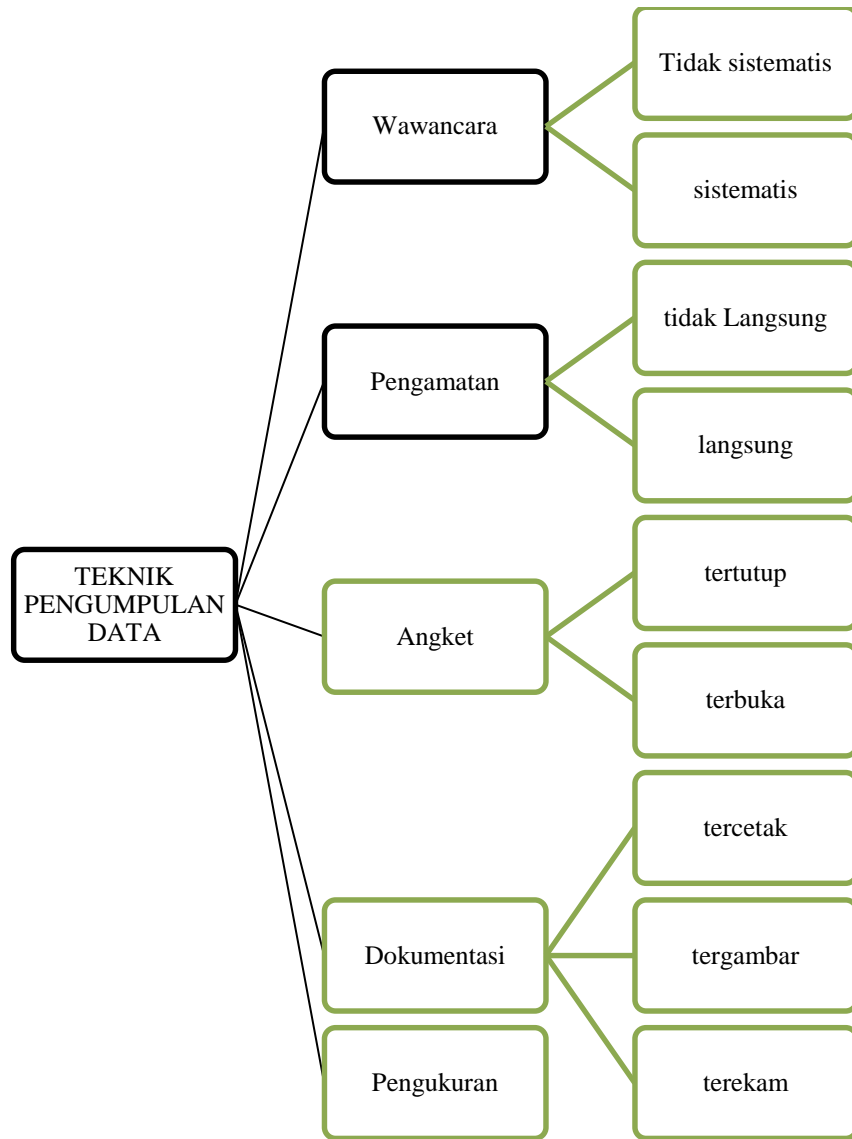 TEKNIK
PENGUMPULAN
DATA
Wawancara
Tidak sistematis
sistematis
Pengamatan
tidak Langsung
langsung
Angket
tertutup
terbuka
Dokumentasi
tercetak
tergambar
terekam
Pengukuran